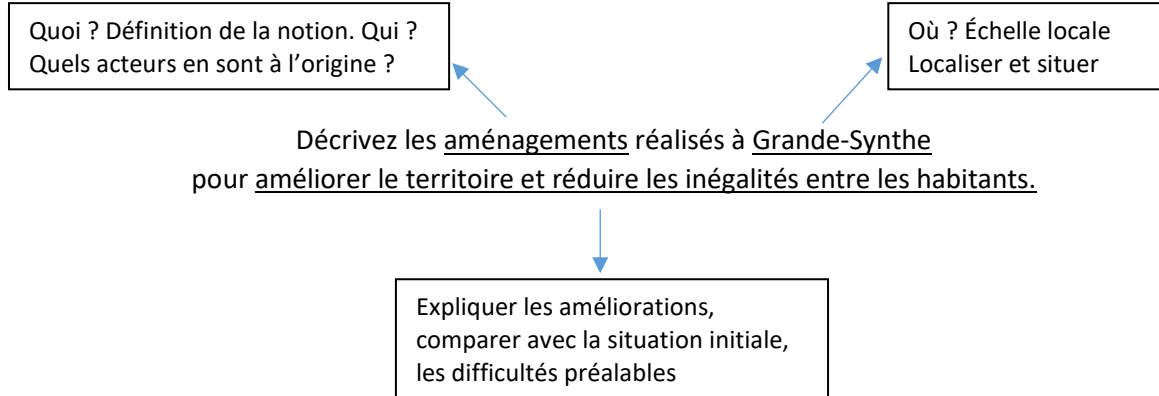 Quoi ? Définition de la notion. Qui ?
Quels acteurs en sont à l’origine ?
Où ? Échelle locale
Localiser et situer
Décrivez les aménagements réalisés à Grande-Synthe
pour améliorer le territoire et réduire les inégalités entre les habitants.
Expliquer les améliorations,
comparer avec la situation initiale,
les difficultés préalables